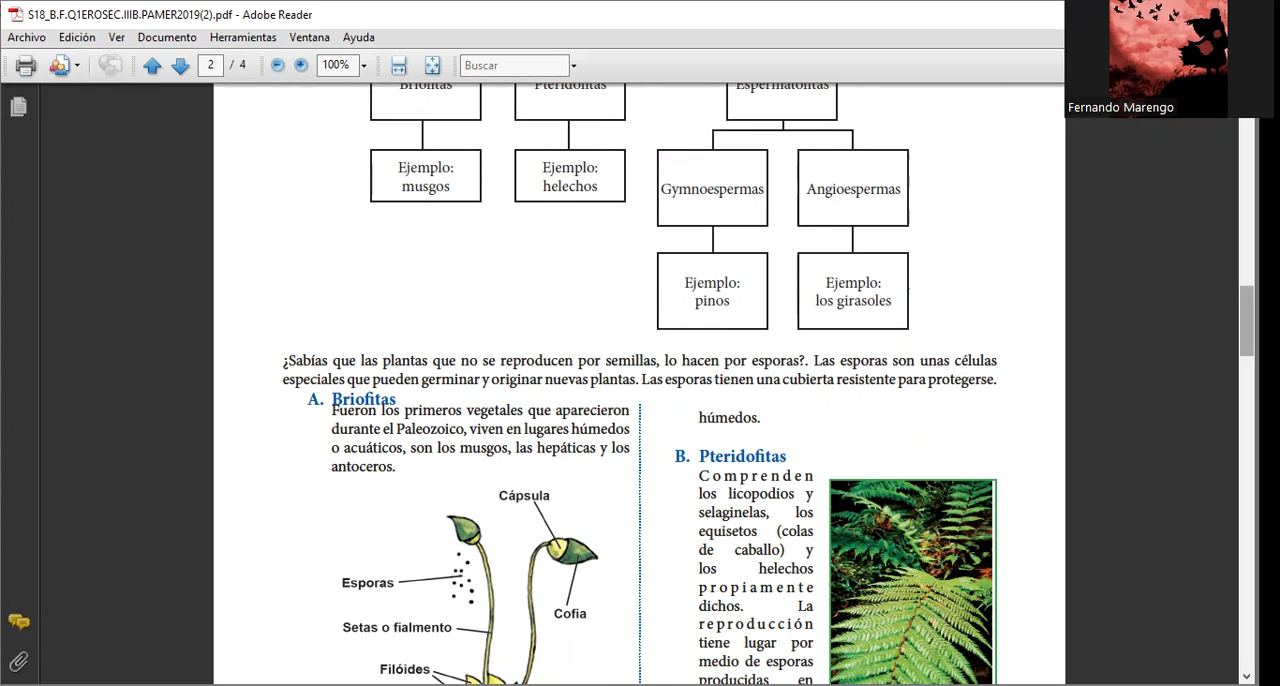 S18_B.F.Q1EROSEC.IIIB.PAMER2019(2).pdf - Adobe Reader
Archivo Edición Ver Documento Herramientas Ventana Ayuda
2 / 4 100% Buscar
Fernando Marengo
Briofitas Pteridofitas Espermatofitas
Ejemplo:
musgos
Ejemplo:
helechos
Gymnoespermas Angioespermas
Ejemplo:
pinos
Ejemplo:
los girasoles
¿Sabías que las plantas que no se reproducen por semillas, lo hacen por esporas?. Las esporas son unas células
especiales que pueden germinar y originar nuevas plantas. Las esporas tienen una cubierta resistente para protegerse.
A. Briofitas
Fueron los primeros vegetales que aparecieron
durante el Paleozoico, viven en lugares húmedos
o acuáticos, son los musgos, las hepáticas y los
antoceros.
Cápsula
Esporas
Cofia
Setas o fialmento
Filóides
húmedos.
B. Pteridofitas
Comprenden
los licopodios y
selaginelas, los
equisetos (colas
de caballo) y
los helechos
propiamente
dichos. La
reproducción
tiene lugar por
medio de esporas
producidas en